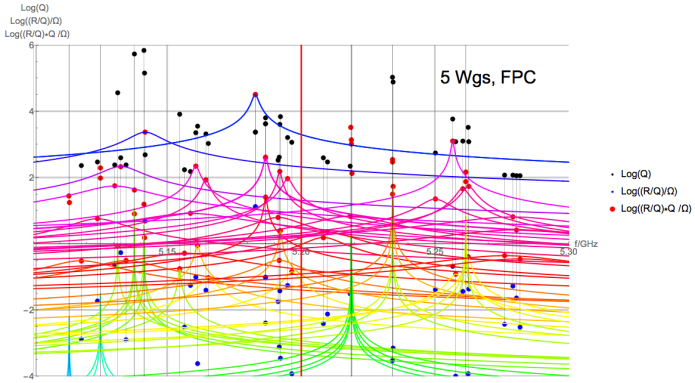 Log(Q)
Log((R/Q)/Ω)
Log((R/Q)*Q /Ω)
6
5 Wgs, FPC
4
Log(Q)
2
Log((R/Q)/Ω)
Log((R/Q)*Q /Ω)
f/GHz
5.15
5.20
5.25
5.30
−2
−4